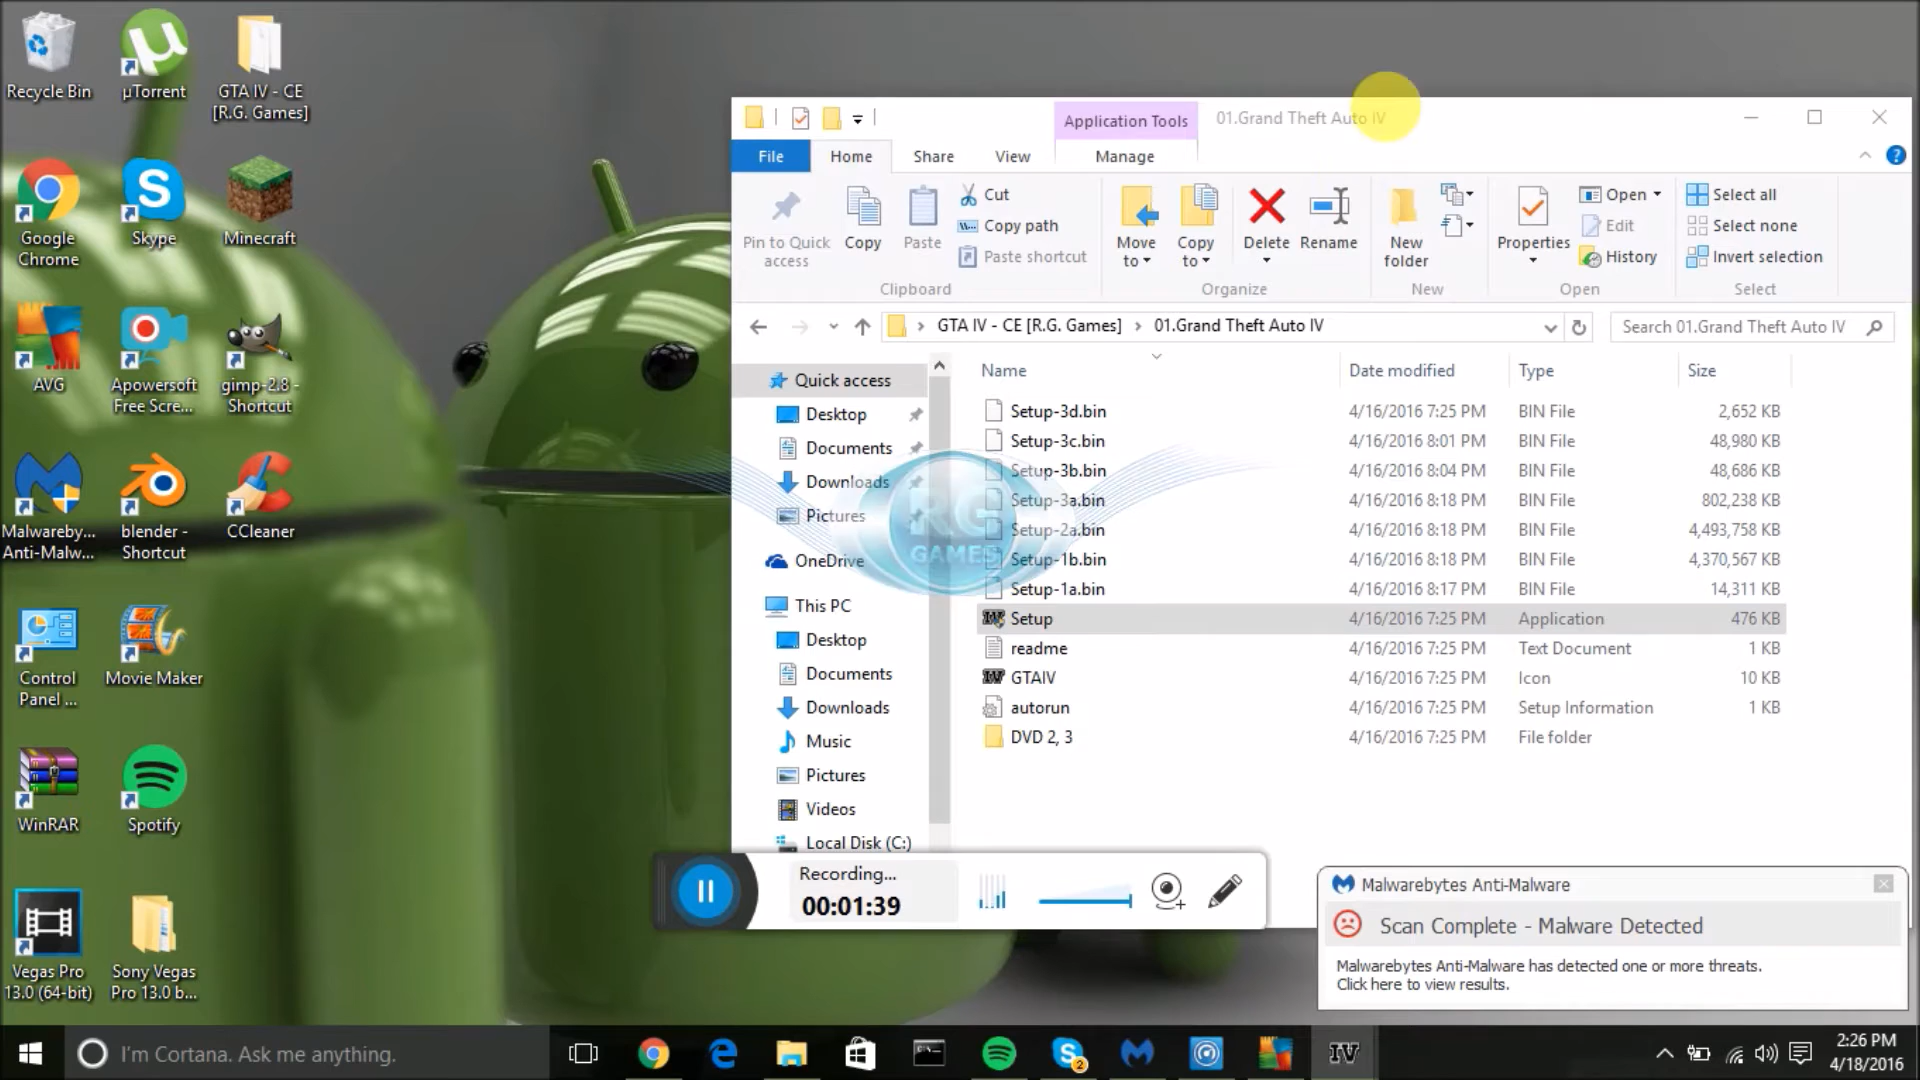 Recycle Bin
µTorrent
GTA IV - CE
[R.G. Games]
Google
Chrome
Skype
Minecraft
AVG
Apowersoft
Free Scre...
gimp-2.8 -
Shortcut
Malwareby...
Anti-Malw...
blender -
Shortcut
CCleaner
Control
Panel ...
Movie Maker
WinRAR
Spotify
Vegas Pro
13.0 (64-bit)
Sony Vegas
Pro 13.0 b...
Application Tools
01.Grand Theft Auto IV
File
Home
Share
View
Manage
Pin to Quick
access
Copy
Paste
Cut
Copy path
Paste shortcut
Clipboard
Move
to
Copy
to
Delete
Rename
Organize
New
folder
New
Properties
Open
Edit
History
Open
Select all
Select none
Invert selection
Select
GTA IV - CE [R.G. Games] 01.Grand Theft Auto IV
Search 01.Grand Theft Auto IV
Quick access
Desktop
Documents
Downloads
Pictures
OneDrive
This PC
Desktop
Documents
Downloads
Music
Pictures
Videos
Local Disk (C:)
Name Date modified Type Size
Setup-3d.bin 4/16/2016 7:25 PM BIN File 2,652 KB
Setup-3c.bin 4/16/2016 8:01 PM BIN File 48,980 KB
Setup-3b.bin 4/16/2016 8:04 PM BIN File 48,686 KB
Setup-3a.bin 4/16/2016 8:18 PM BIN File 802,238 KB
Setup-2a.bin 4/16/2016 8:18 PM BIN File 4,493,758 KB
Setup-1b.bin 4/16/2016 8:18 PM BIN File 4,370,567 KB
Setup-1a.bin 4/16/2016 8:17 PM BIN File 14,311 KB
Setup 4/16/2016 7:25 PM Application 476 KB
readme 4/16/2016 7:25 PM Text Document 1 KB
GTAIV 4/16/2016 7:25 PM Icon 10 KB
autorun 4/16/2016 7:25 PM Setup Information 1 KB
DVD 2, 3 4/16/2016 7:25 PM File folder
RG
GAMES
Recording...
00:01:39
Malwarebytes Anti-Malware
Scan Complete - Malware Detected
Malwarebytes Anti-Malware has detected one or more threats.
Click here to view results.
I'm Cortana. Ask me anything.
2
IV
2:26 PM
4/18/2016